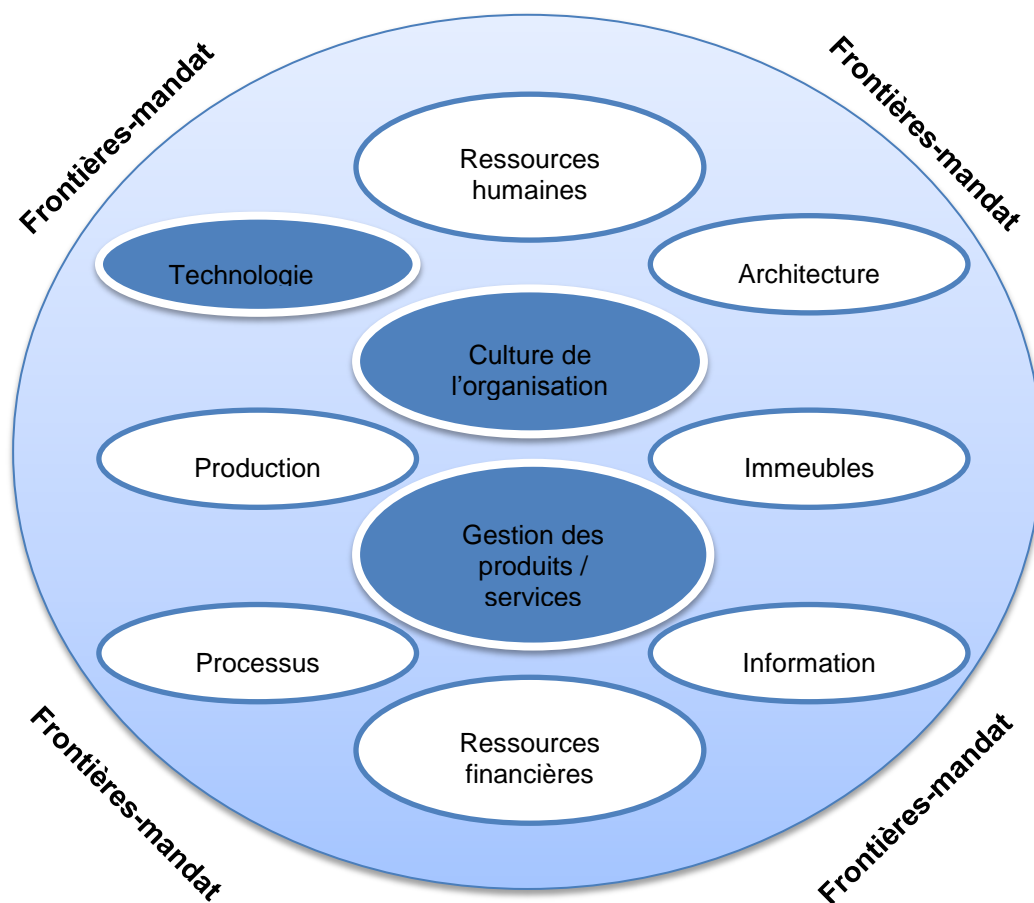 Frontières-mandat
Frontières-mandat
Ressources
humaines
Technologie
Architecture
Culture de
l’organisation
Production
Immeubles
Gestion des
produits /
services
Processus
Information
Ressources
financières
Frontières-mandat
Frontières-mandat